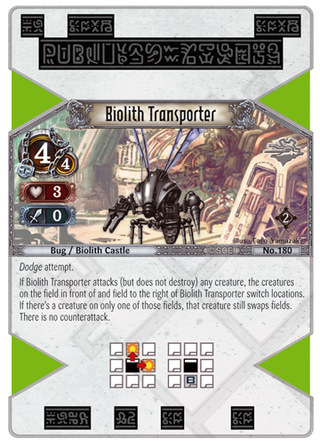 Biolith Transporter
4
4
3
0
2
Bug / Biolith Castle
No.180
Dodge attempt.
If Biolith Transporter attacks (but does not destroy) any creature, the creatures
on the field in front of and field to the right of Biolith Transporter switch locations.
If there's a creature on only one of those fields, that creature still swaps fields.
There is no counterattack.